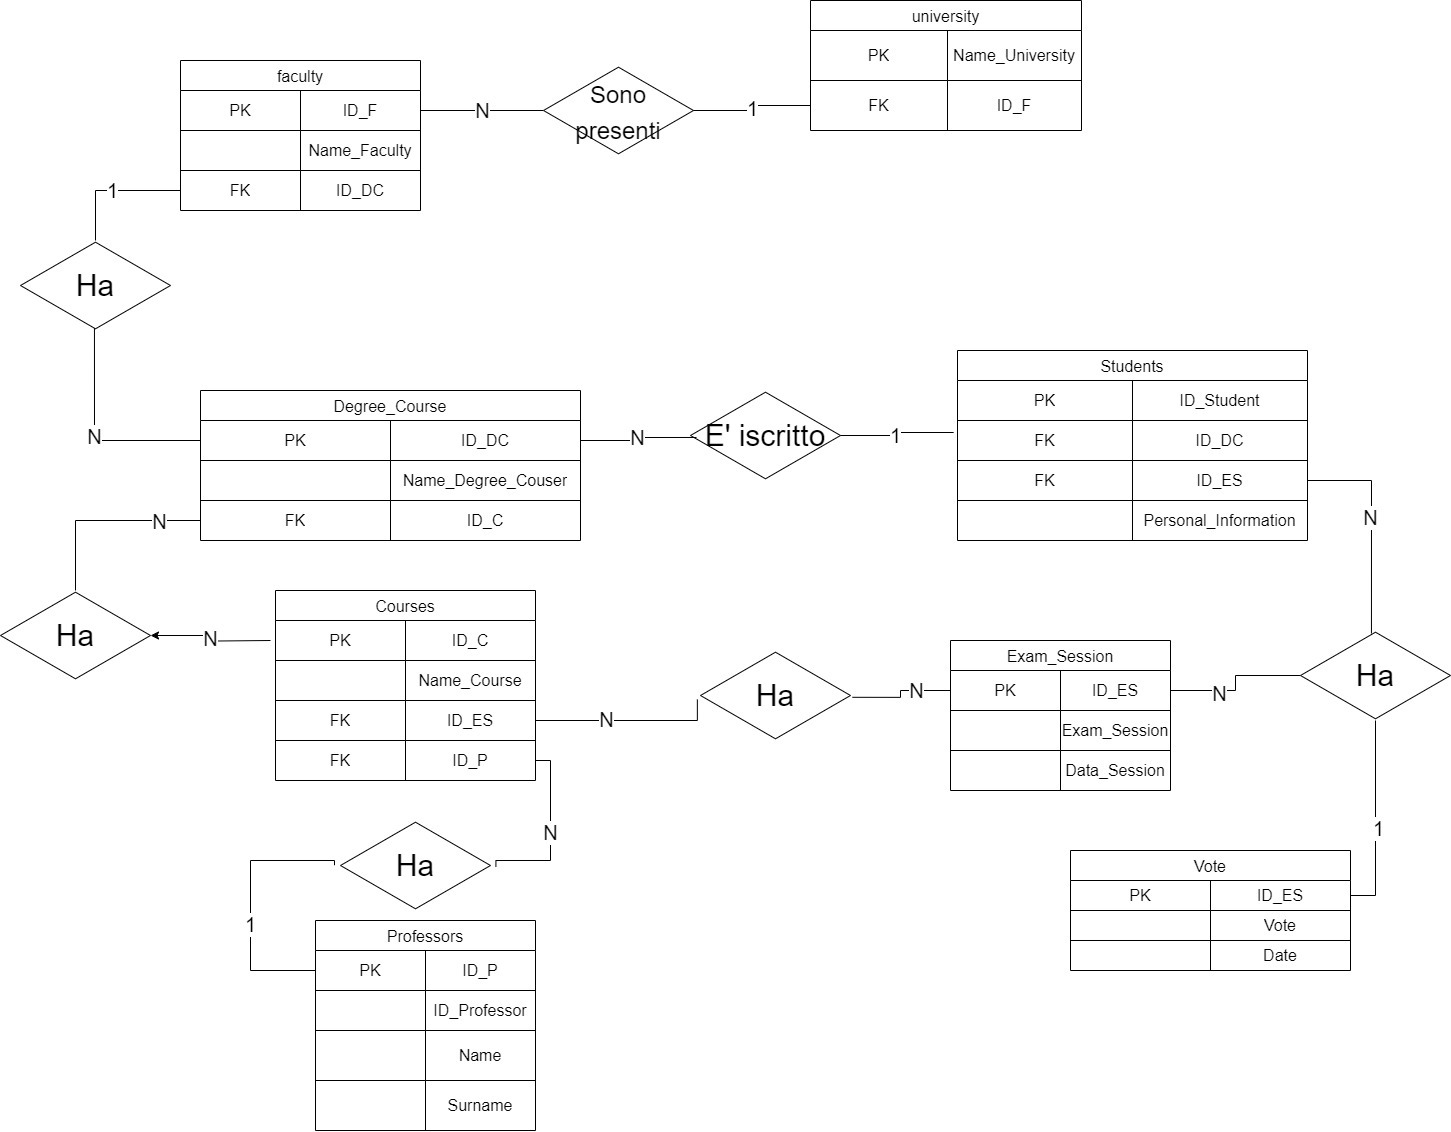 university
PK Name_University
FK ID_F
faculty
PK ID_F
Name_Faculty
FK ID_DC
N
Sono
presenti
1
1
Ha
N
Degree_Course
PK ID_DC
Name_Degree_Couser
FK ID_C
N
E' iscritto
1
Students
PK ID_Student
FK ID_DC
FK ID_ES
Personal_Information
N
N
Ha
N
Courses
PK ID_C
Name_Course
FK ID_ES
FK ID_P
N
Ha
N
Exam_Session
PK ID_ES
Exam_Session
Data_Session
N
Ha
1
Vote
PK ID_ES
Vote
Date
N
Ha
1
Professors
PK ID_P
ID_Professor
Name
Surname